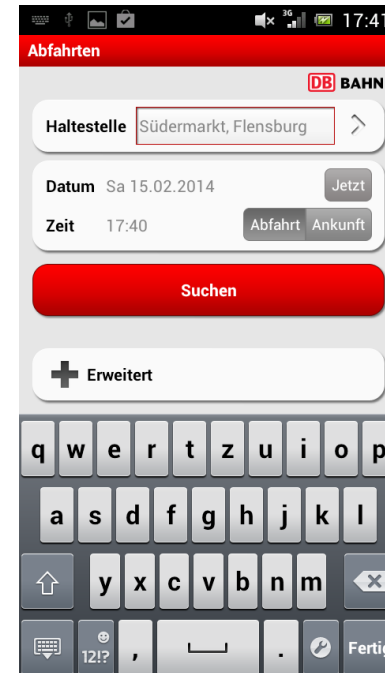 3G 17:41
Abfahrten
DB BAHN
Haltestelle Südermarkt, Flensburg
Datum Sa 15.02.2014 Jetzt
Zeit 17:40 Abfahrt Ankunft
Suchen
Erweitert
q w e r t z u i o p
a s d f g h j k l
y x c v b n m
12!? , . Fertig